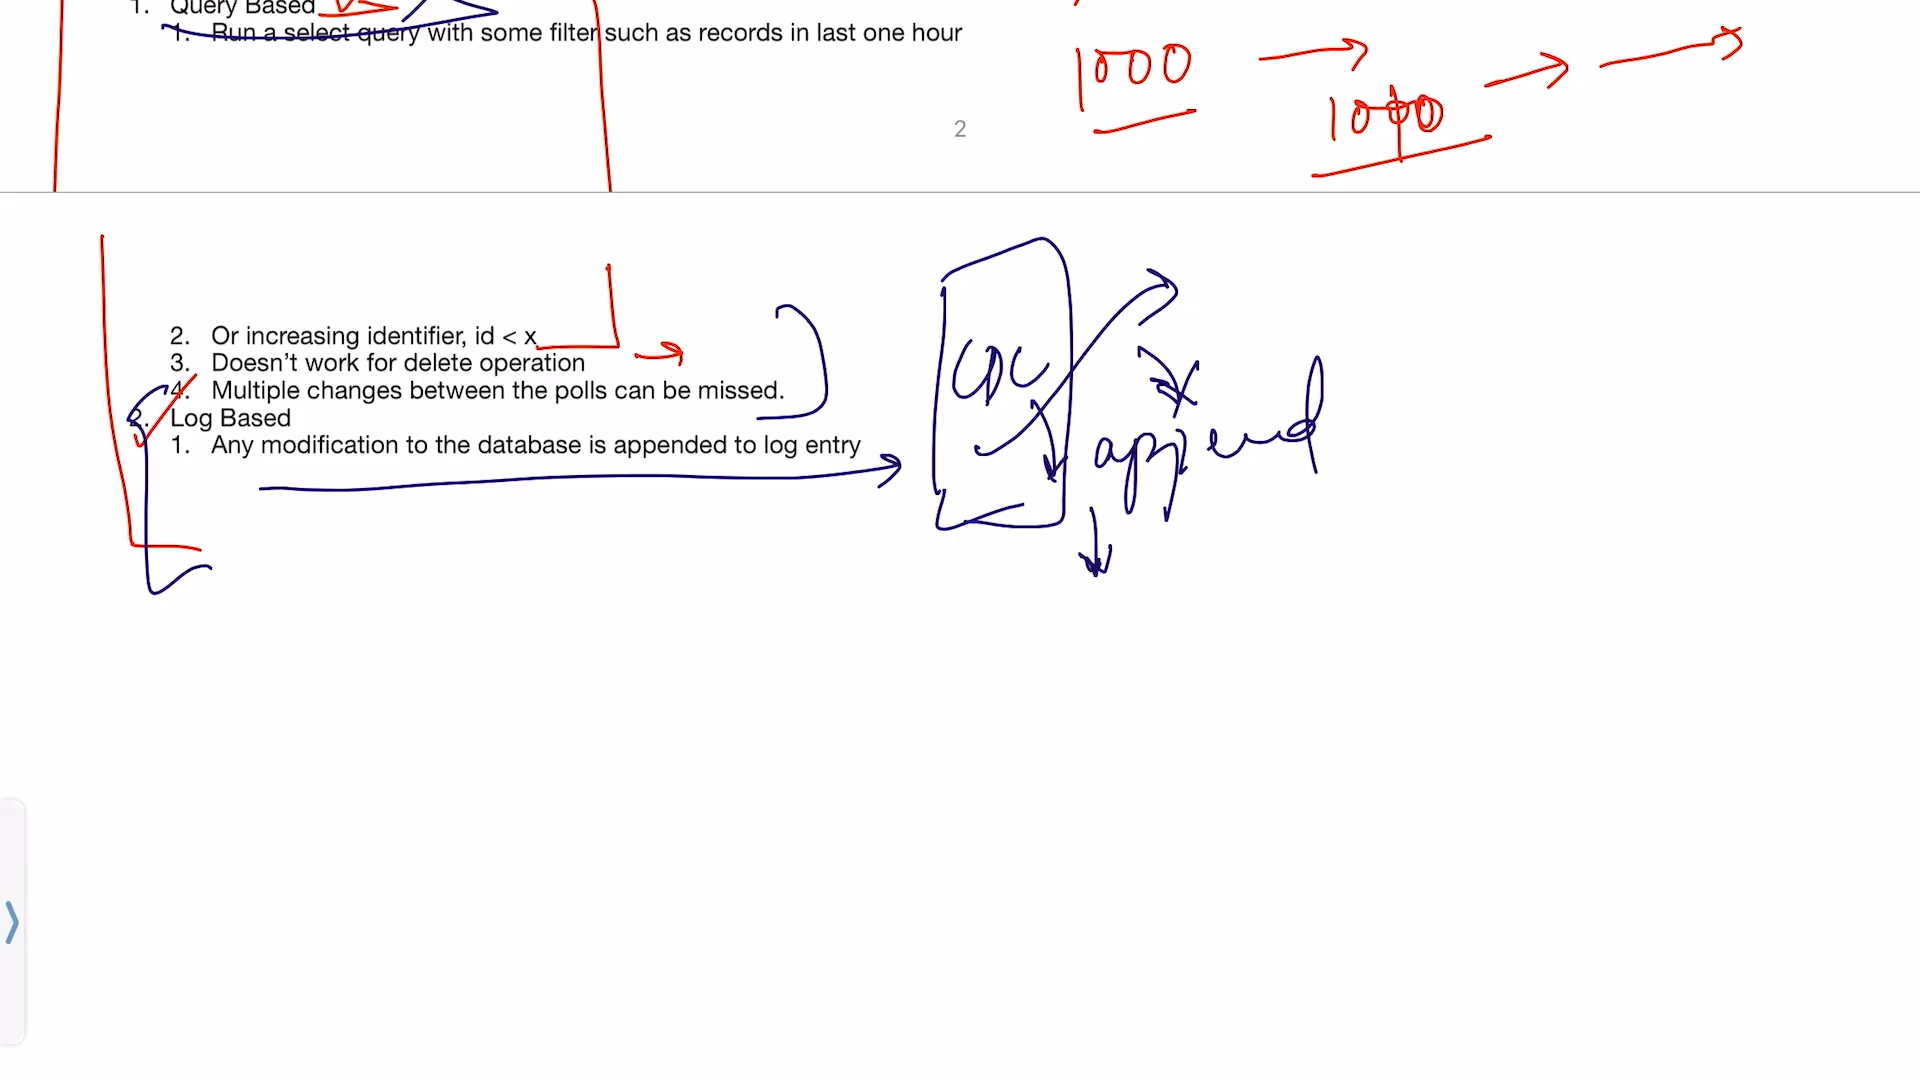 1. Query Based
1. Run a select query with some filter such as records in last one hour
1000
1000
2
2. Or increasing identifier, id < x
3. Doesn’t work for delete operation
4. Multiple changes between the polls can be missed.
2. Log Based
1. Any modification to the database is appended to log entry
CDC
append